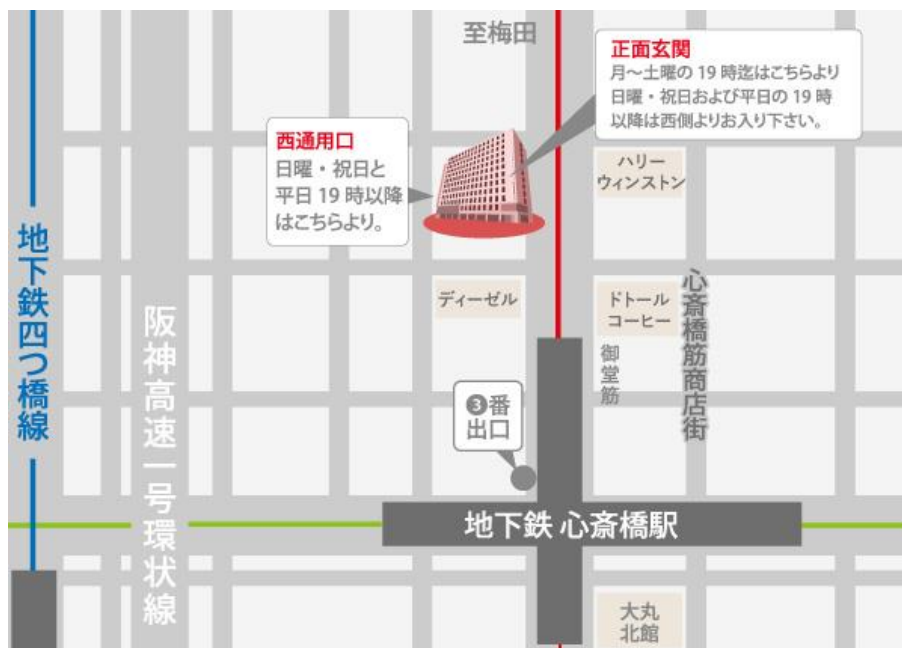 至梅田
正面玄関
月～土曜の19時迄はこちらより
日曜・祝日および平日の19時
以降は西側よりお入り下さい。
西通用口
日曜・祝日と
平日19時以降
はこちらより。
ハリー
ウィンストン
地下鉄四つ橋線
阪神高速一号環状線
ディーゼル
ドトール
コーヒー
心斎橋筋商店街
御堂筋
❸番
出口
地下鉄 心斎橋駅
大丸
北館